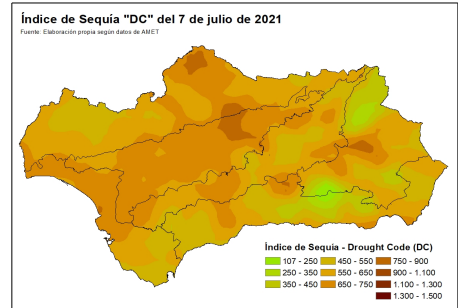 Índice de Sequía "DC" del 7 de julio de 2021
Fuente: Elaboración propia según datos de AMET
Índice de Sequia - Drought Code (DC)
107 - 250 450 - 550 750 - 900
250 - 350 550 - 650 900 - 1.100
350 - 450 650 - 750 1.100 - 1.300
1.300 - 1.500